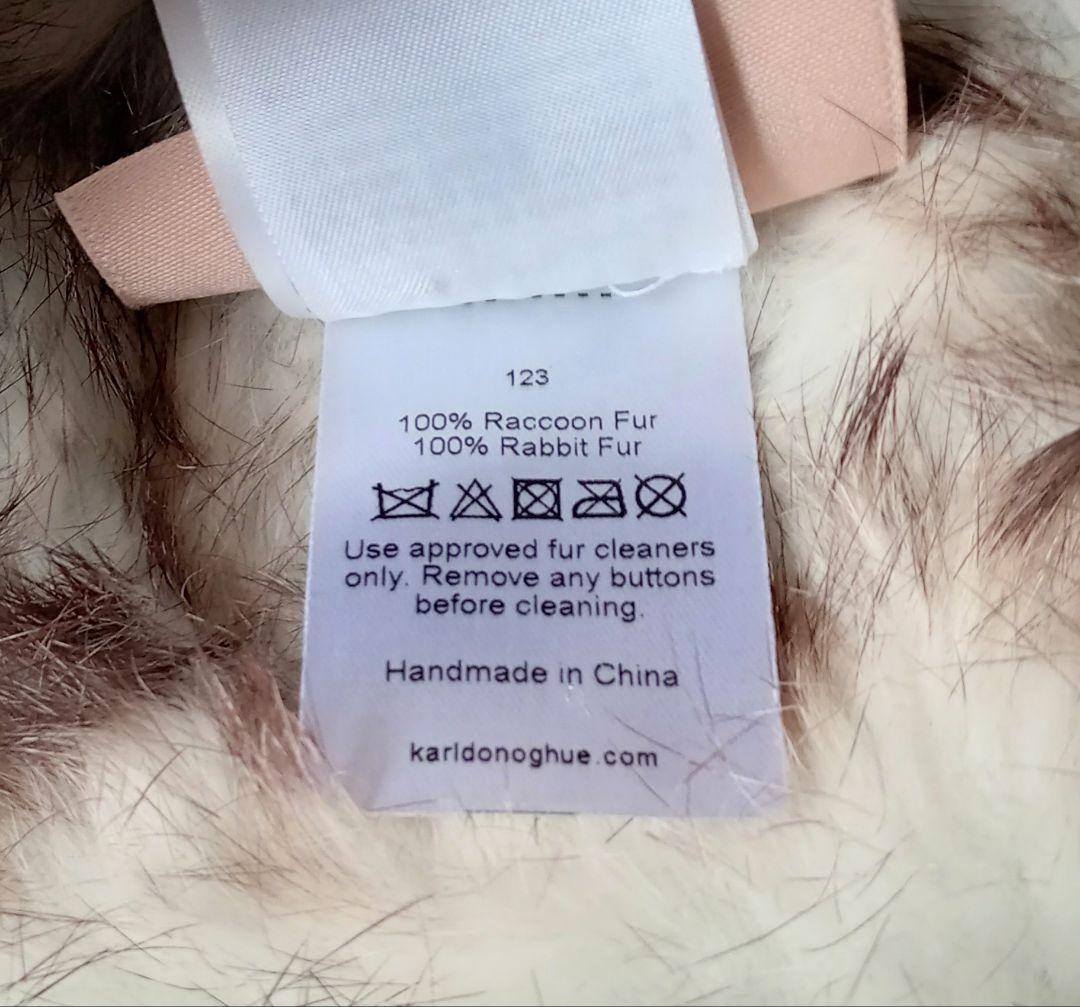 123
100% Raccoon Fur
100% Rabbit Fur
Use approved fur cleaners
only. Remove any buttons
before cleaning.
Handmade in China
karldonoghue.com